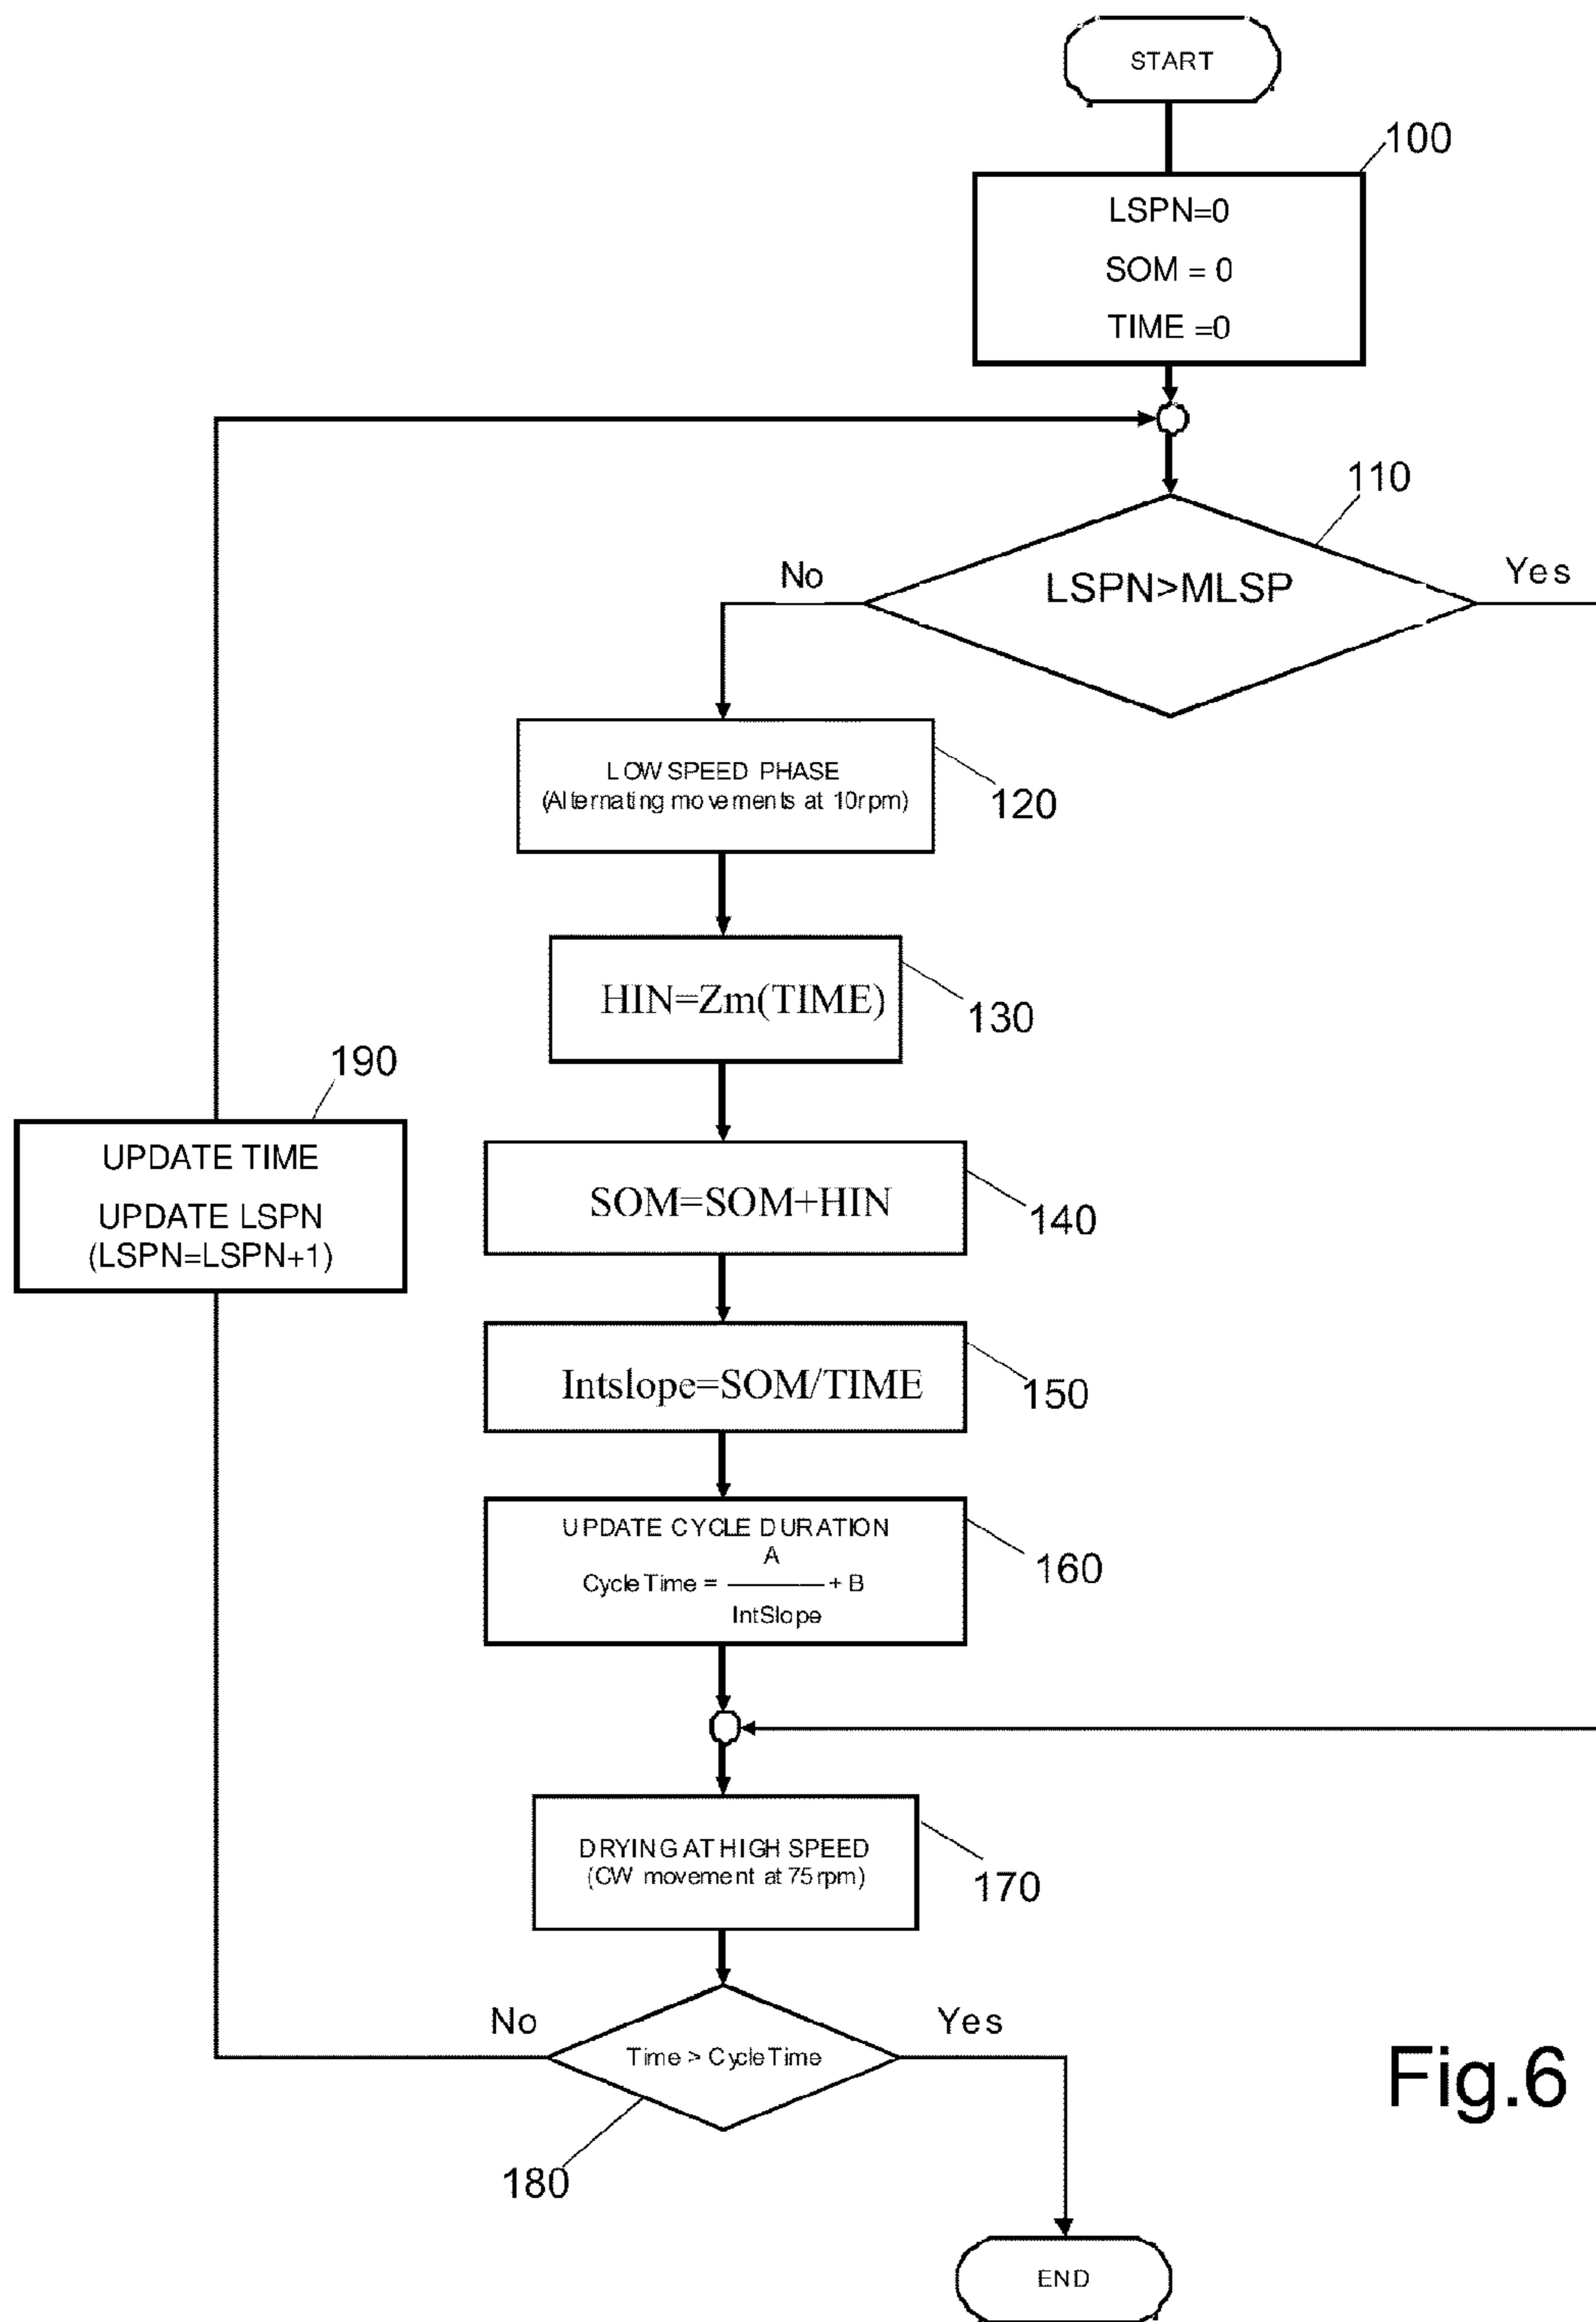 START
100
LSPN=0
SOM = 0
TIME =0
110
LSPN>MLSP
No
Yes
LOW SPEED PHASE
(Alternating movements at 10rpm)
120
HIN=Zm(TIME)
130
190
UPDATE TIME
UPDATE LSPN
(LSPN=LSPN+1)
SOM=SOM+HIN
140
Intslope=SOM/TIME
150
UPDATE CYCLE DURATION
A
CycleTime = + B
IntSlope
160
DRYING AT HIGH SPEED
(CW movement at 75rpm)
170
No
Yes
Time > CycleTime
180
Fig.6
END